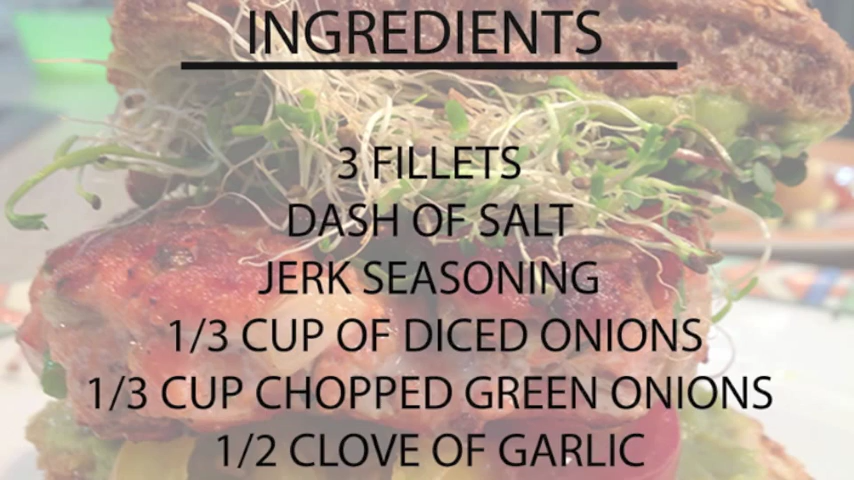 INGREDIENTS
3 FILLETS
DASH OF SALT
JERK SEASONING
1/3 CUP OF DICED ONIONS
1/3 CUP CHOPPED GREEN ONIONS
1/2 CLOVE OF GARLIC